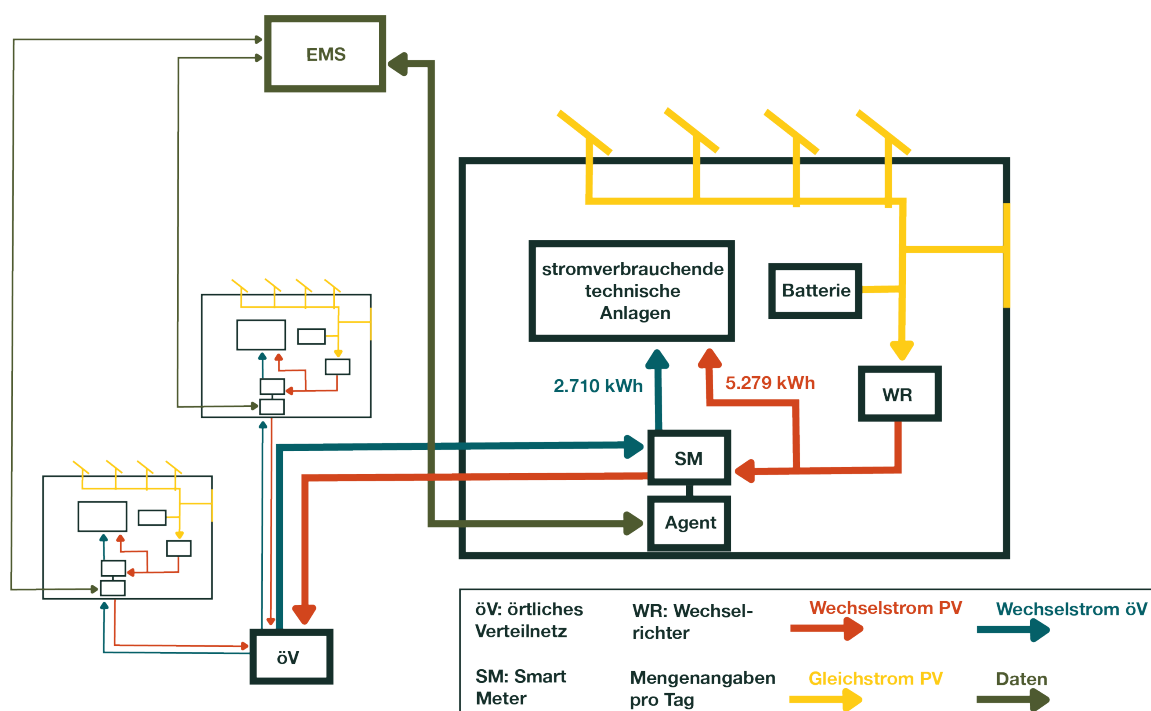 EMS
stromverbrauchende
technische
Anlagen
Batterie
2.710 kWh
5.279 kWh
WR
SM
Agent
öV
öV: örtliches
Verteilnetz
WR: Wechsel-
richter
Wechselstrom PV
Wechselstrom öV
SM: Smart
Meter
Mengenangaben
pro Tag
Gleichstrom PV
Daten